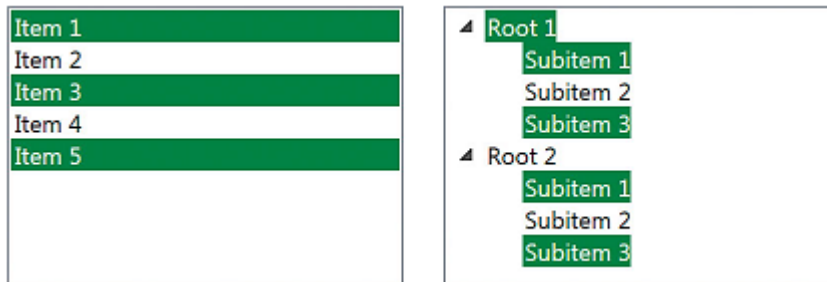 Item 1
Item 2
Item 3
Item 4
Item 5
Root 1
Subitem 1
Subitem 2
Subitem 3
Root 2
Subitem 1
Subitem 2
Subitem 3